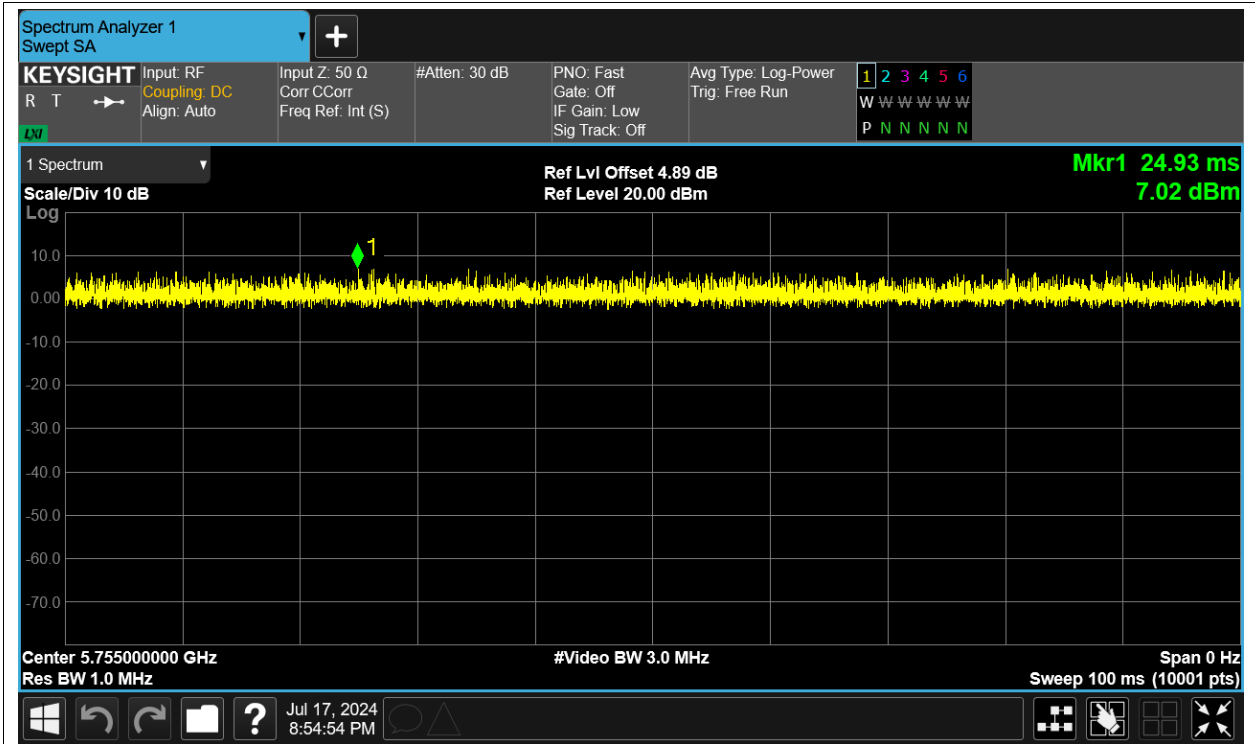 Spectrum Analyzer 1
Swept SA
+
KEYSIGHT
R T
LXI
Input: RF
Coupling: DC
Align: Auto
Input Z: 50 Ω
Corr CCorr
Freq Ref: Int (S)
#Atten: 30 dB
PNO: Fast
Gate: Off
IF Gain: Low
Sig Track: Off
Avg Type: Log-Power
Trig: Free Run
1 2 3 4 5 6
W W W W W W
P N N N N N
1 Spectrum
Scale/Div 10 dB
Ref Lvl Offset 4.89 dB
Ref Level 20.00 dBm
Mkr1 24.93 ms
7.02 dBm
Log
1
10.0
0.00
-10.0
-20.0
-30.0
-40.0
-50.0
-60.0
-70.0
Center 5.755000000 GHz
#Video BW 3.0 MHz
Span 0 Hz
Res BW 1.0 MHz
Sweep 100 ms (10001 pts)
?
Jul 17, 2024
8:54:54 PM